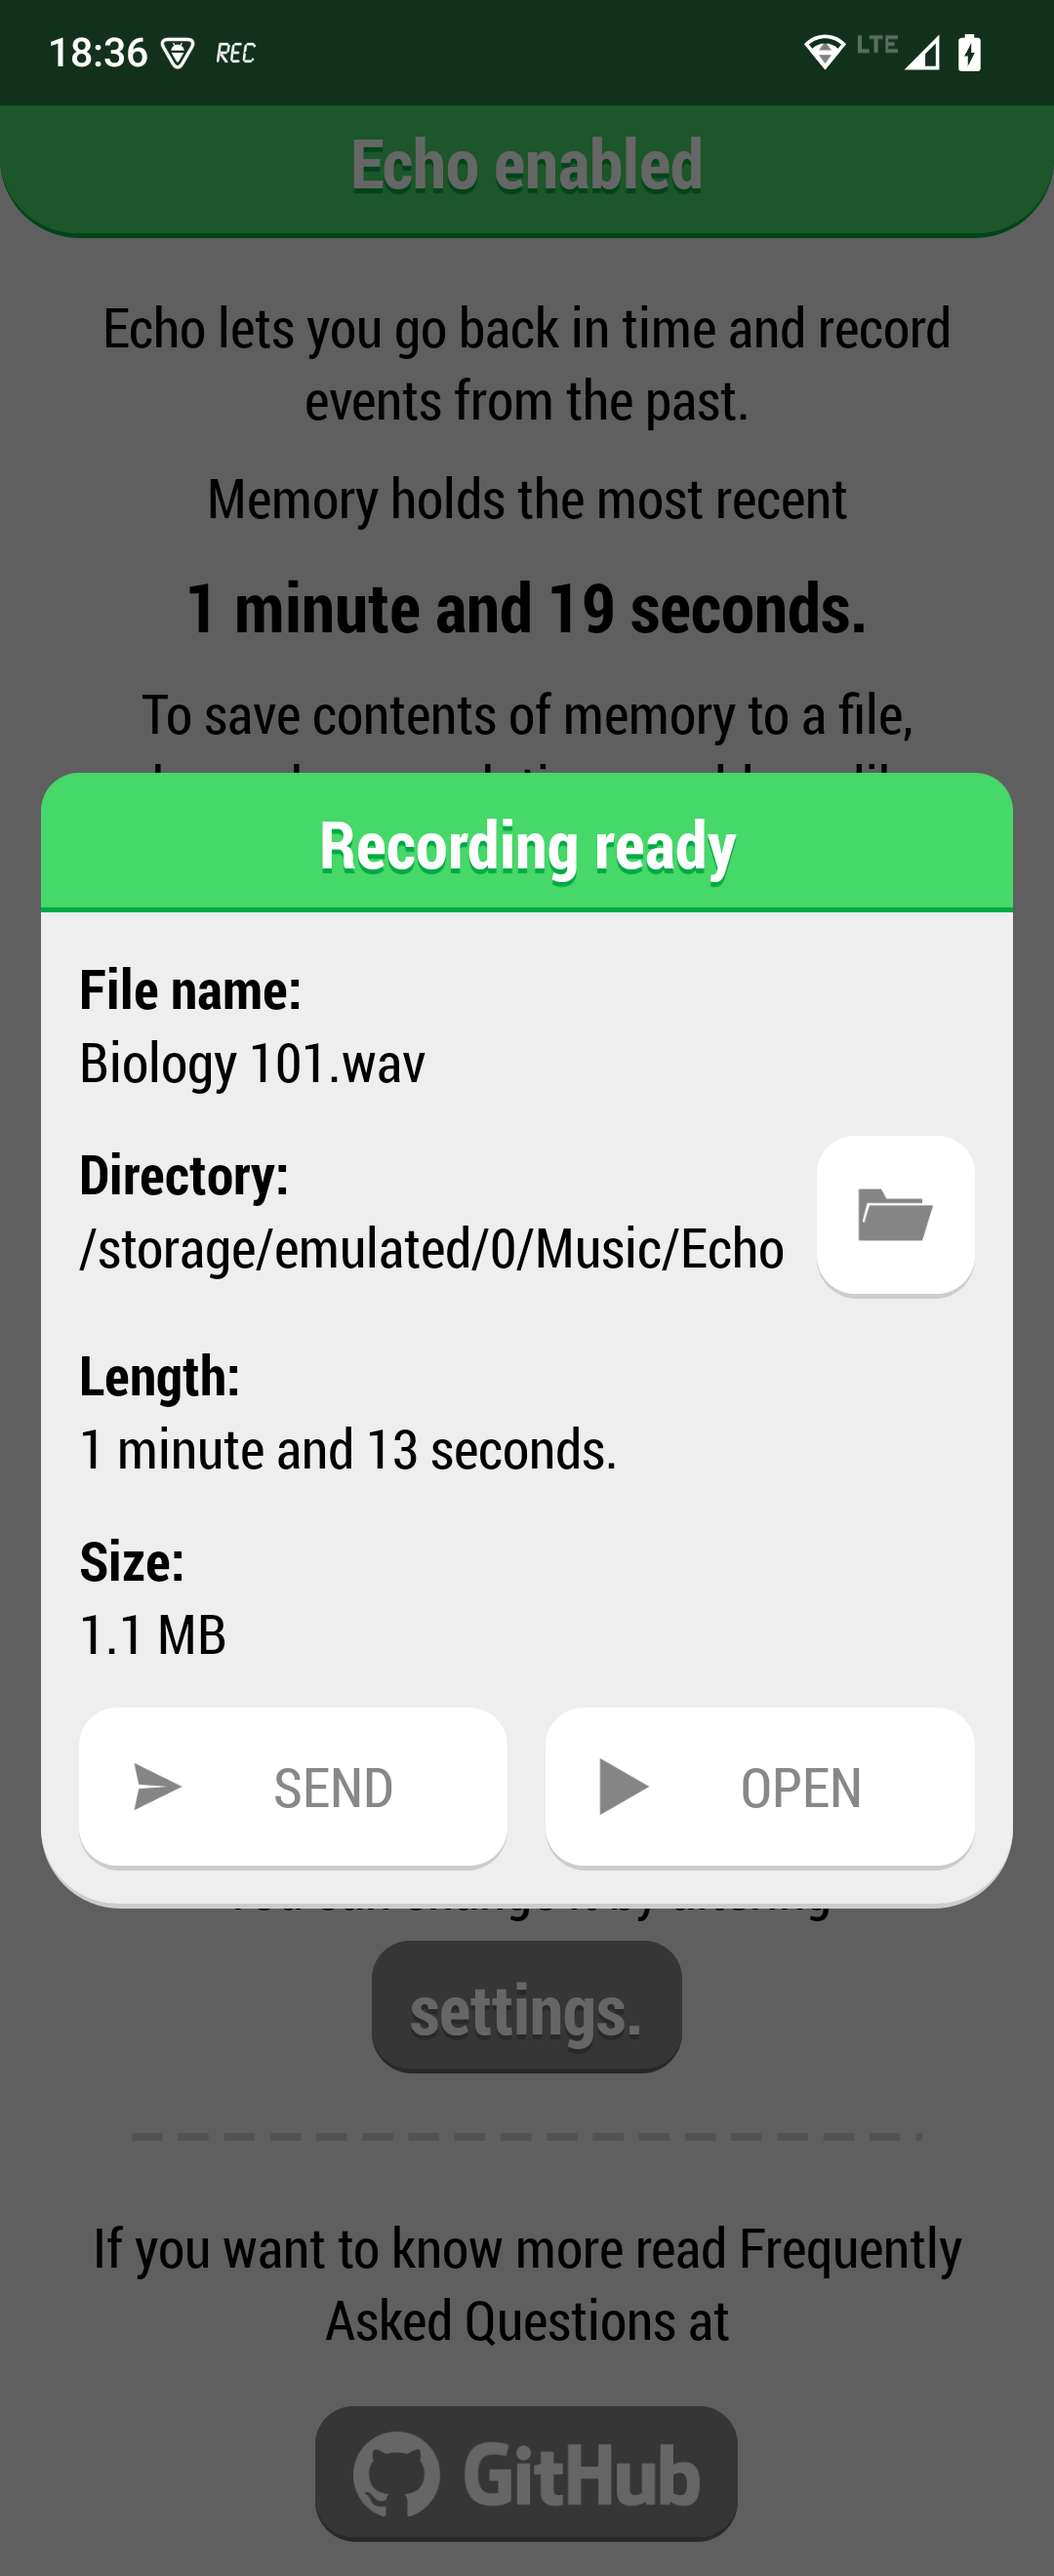 18:36 REC LTE
Echo enabled
Echo lets you go back in time and record
events from the past.
Memory holds the most recent
1 minute and 19 seconds.
To save contents of memory to a file,
Recording ready
File name:
Biology 101.wav
Directory:
/storage/emulated/0/Music/Echo
Length:
1 minute and 13 seconds.
Size:
1.1 MB
SEND
OPEN
settings.
If you want to know more read Frequently
Asked Questions at
GitHub